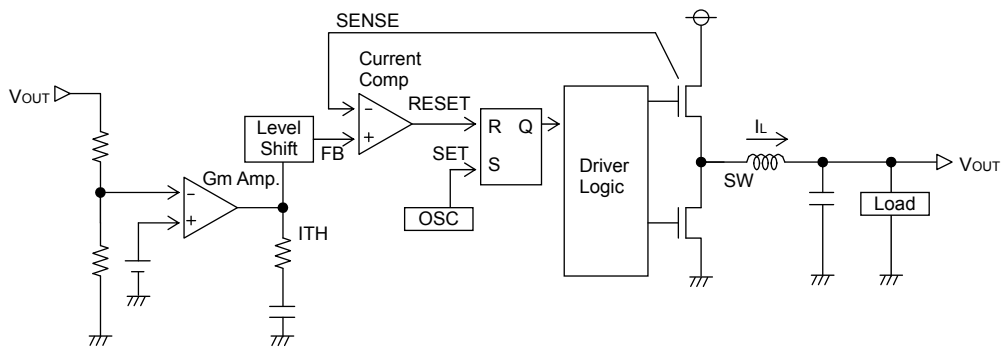 SENSE
Current
Comp
VOUT
RESET
Level
Shift
FB
R Q
S
SET
IL
Driver
Logic
SW
VOUT
Gm Amp.
OSC
Load
ITH
-
+
-
+